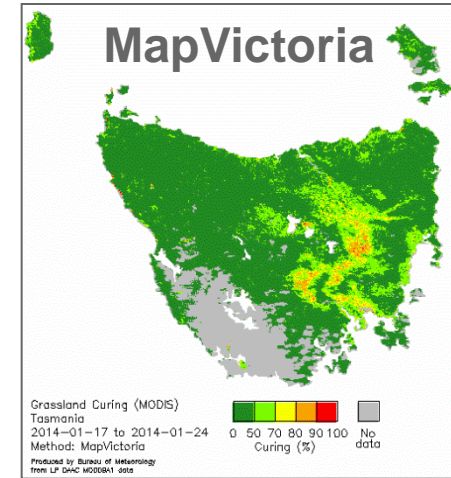 MapVictoria
Grassland Curing (MODIS)
Tasmania
2014-01-17 to 2014-01-24
Method: MapVictoria
Produced by Bureau of Meteorology
from LP DAAC MOD09A1 data
0 50 70 80 90 100
Curing (%)
No
data